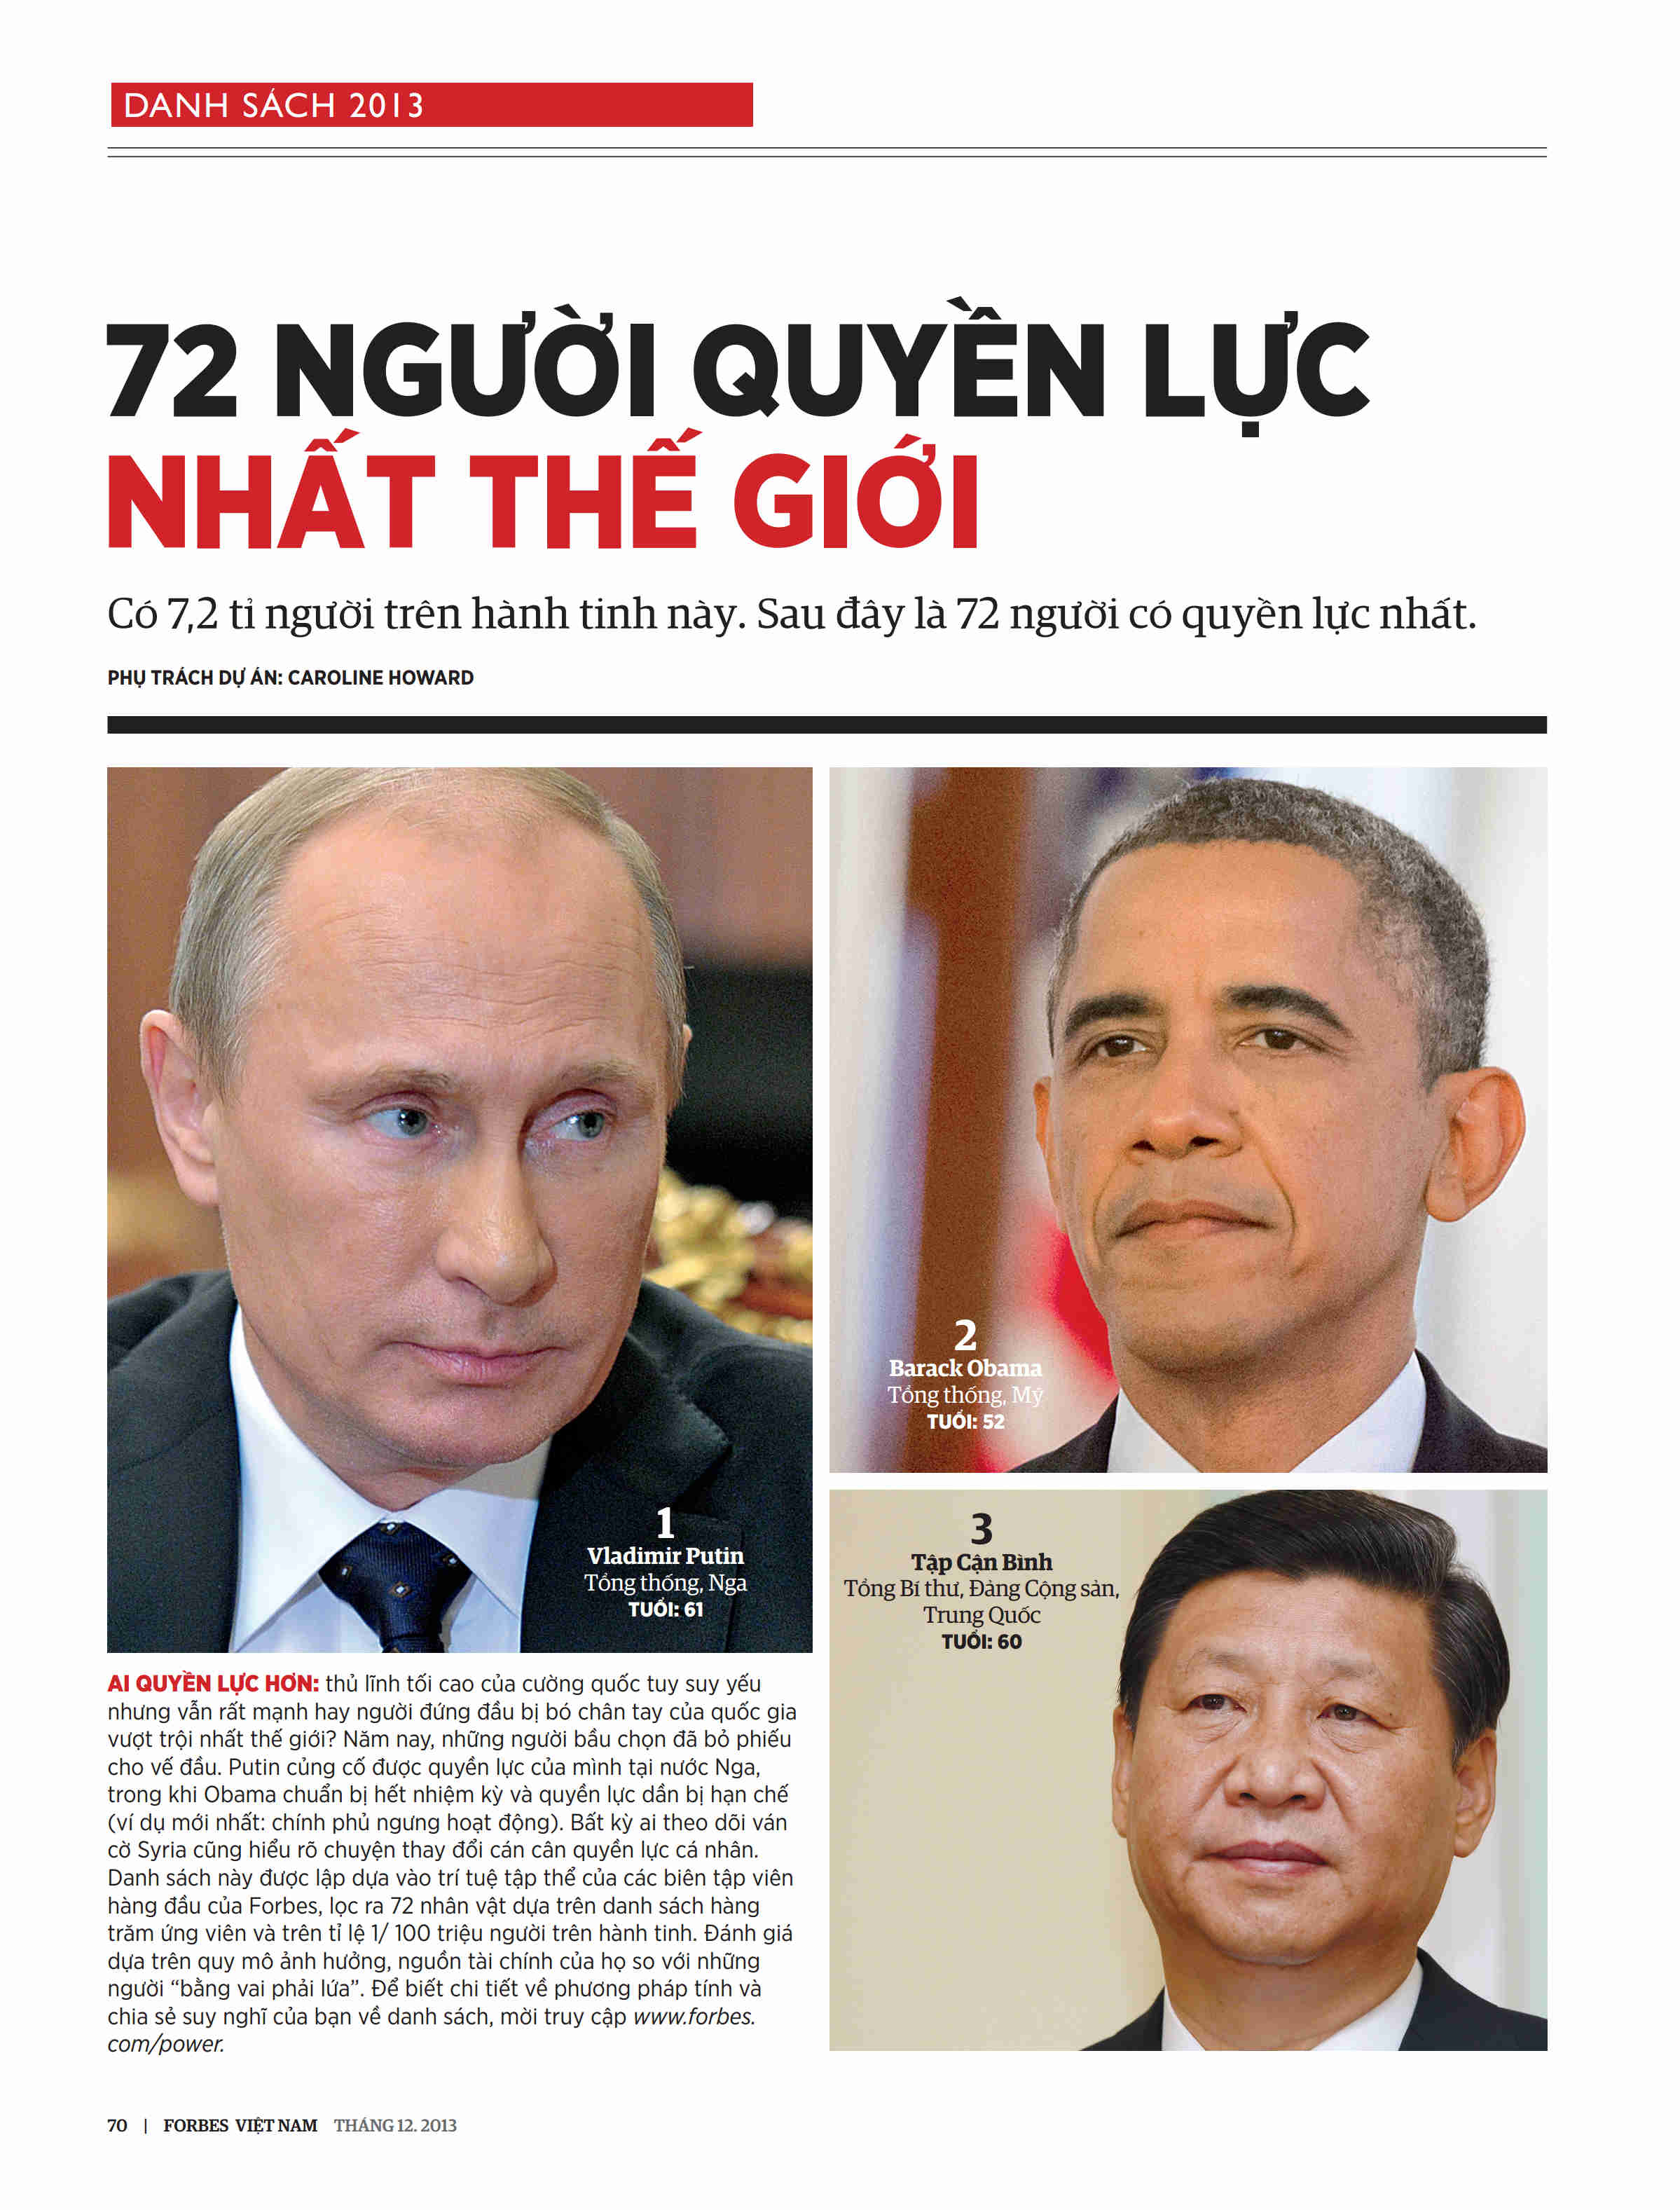 DANH SÁCH 2013
72 NGƯỜI QUYỀN LỰC
NHẤT THẾ GIỚI
Có 7,2 tỉ người trên hành tinh này. Sau đây là 72 người có quyền lực nhất.
PHỤ TRÁCH DỰ ÁN: CAROLINE HOWARD
1
Vladimir Putin
Tổng thống, Nga
TUỔI: 61
2
Barack Obama
Tổng thống, Mỹ
TUỔI: 52
3
Tập Cận Bình
Tổng Bí thư, Đảng Cộng sản,
Trung Quốc
TUỔI: 60
AI QUYỀN LỰC HƠN: thủ lĩnh tối cao của cường quốc tuy suy yếu
nhưng vẫn rất mạnh hay người đứng đầu bị bó chân tay của quốc gia
vượt trội nhất thế giới? Năm nay, những người bầu chọn đã bỏ phiếu
cho vế đầu. Putin củng cố được quyền lực của mình tại nước Nga,
trong khi Obama chuẩn bị hết nhiệm kỳ và quyền lực dần bị hạn chế
(ví dụ mới nhất: chính phủ ngưng hoạt động). Bất kỳ ai theo dõi ván
cờ Syria cũng hiểu rõ chuyện thay đổi cán cân quyền lực cá nhân.
Danh sách này được lập dựa vào trí tuệ tập thể của các biên tập viên
hàng đầu của Forbes, lọc ra 72 nhân vật dựa trên danh sách hàng
trăm ứng viên và trên tỉ lệ 1/ 100 triệu người trên hành tinh. Đánh giá
dựa trên quy mô ảnh hưởng, nguồn tài chính của họ so với những
người “bằng vai phải lứa”. Để biết chi tiết về phương pháp tính và
chia sẻ suy nghĩ của bạn về danh sách, mời truy cập www.forbes.
com/power.
70 | FORBES VIỆT NAM THÁNG 12. 2013